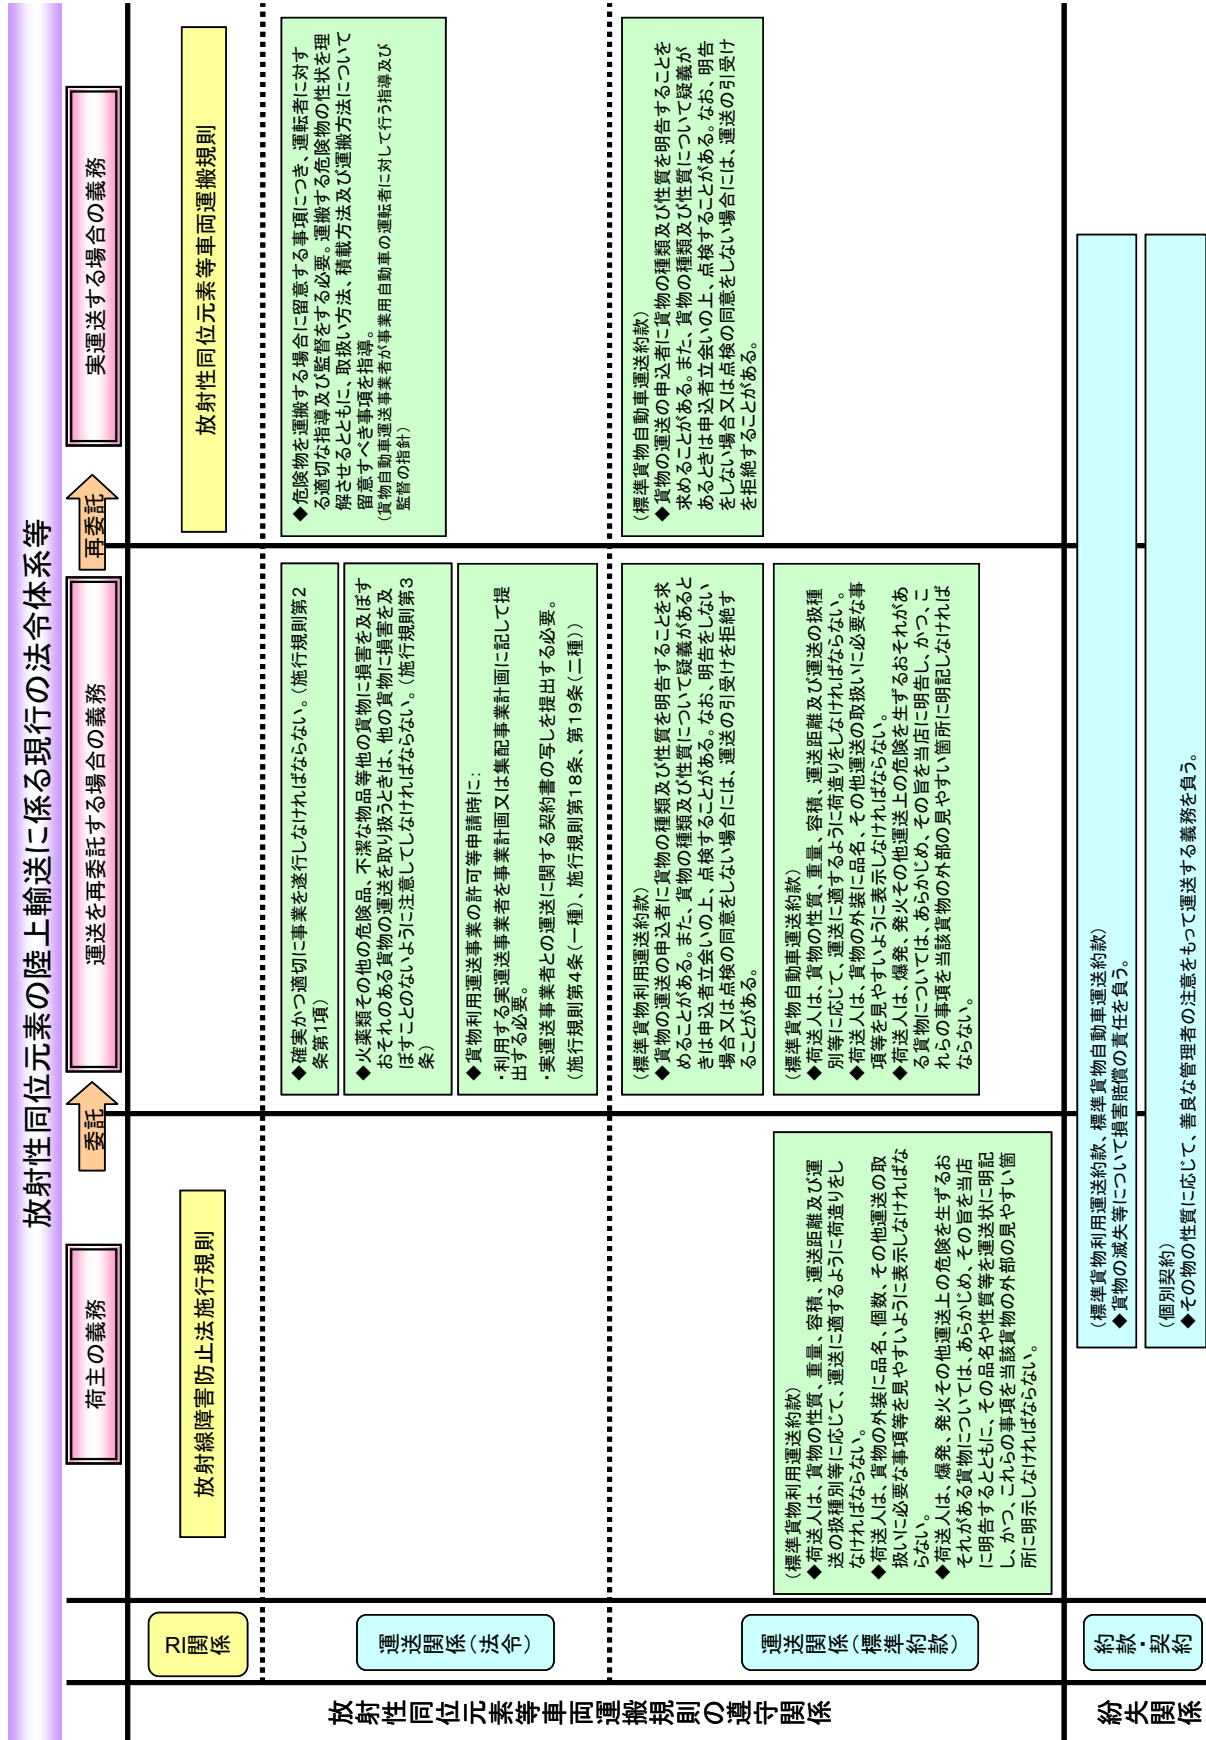 放射性同位元素の陸上輸送に係る現行の法令体系等
荷主の義務
委託
運送を再委託する場合の義務
再委託
実運送する場合の義務
放射性同位元素等車両運搬規則の遵守関係
RI関係
放射線障害防止法施行規則
放射性同位元素等車両運搬規則
運送関係(法令)
◆確実かつ適切に事業を遂行しなければならない。(施行規則第2
条第1項)
◆火薬類その他の危険品、不潔な物品等他の貨物に損害を及ぼす
おそれのある貨物の運送を取り扱うときは、他の貨物に損害を及
ぼすことのないように注意してしなければならない。(施行規則第3
条)
◆貨物利用運送事業の許可等申請時に:
・利用する実運送事業者を事業計画又は集配事業計画に記して提
出する必要。
・実運送事業者との運送に関する契約書の写しを提出する必要。
(施行規則第4条(一種)、施行規則第18条、第19条(二種))
◆危険物を運搬する場合に留意する事項につき、運転者に対す
る適切な指導及び監督をする必要。運搬する危険物の性状を理
解させるとともに、取扱い方法、積載方法及び運搬方法について
留意すべき事項を指導。
(貨物自動車運送事業者が事業用自動車の運転者に対して行う指導及び
監督の指針)
運送関係(標準約款)
(標準貨物利用運送約款)
◆荷送人は、貨物の性質、重量、容積、運送距離及び運
送の扱種別等に応じて、運送に適するように荷造りをし
なければならない。
◆荷送人は、貨物の外装に品名、個数、その他運送の取
扱いに必要な事項等を見やすいように表示しなければな
らない。
◆荷送人は、爆発、発火その他運送上の危険を生ずるお
それがある貨物については、あらかじめ、その旨を当店
に明告するとともに、その品名や性質等を運送状に明記
し、かつ、これらの事項を当該貨物の外部の見やすい箇
所に明示しなければならない。
(標準貨物利用運送約款)
◆貨物の運送の申込者に貨物の種類及び性質を明告することを求
めることがある。また、貨物の種類及び性質について疑義があると
きは申込者立会いの上、点検することがある。なお、明告をしない
場合又は点検の同意をしない場合には、運送の引受けを拒絶す
ることがある。
(標準貨物自動車運送約款)
◆荷送人は、貨物の性質、重量、容積、運送距離及び運送の扱種
別等に応じて、運送に適するように荷造りをしなければならない。
◆荷送人は、貨物の外装に品名、その他運送の取扱いに必要な事
項等を見やすいように表示しなければならない。
◆荷送人は、爆発、発火その他運送上の危険を生ずるおそれがあ
る貨物については、あらかじめ、その旨を当店に明告し、かつ、こ
れらの事項を当該貨物の外部の見やすい箇所に明記しなければ
ならない。
(標準貨物自動車運送約款)
◆貨物の運送の申込者に貨物の種類及び性質を明告することを
求めることがある。また、貨物の種類及び性質について疑義が
あるときは申込者立会いの上、点検することがある。なお、明告
をしない場合又は点検の同意をしない場合には、運送の引受け
を拒絶することがある。
紛失関係
約款・契約
(標準貨物利用運送約款、標準貨物自動車運送約款)
◆貨物の滅失等について損害賠償の責任を負う。
(個別契約)
◆その物の性質に応じて、善良な管理者の注意をもって運送する義務を負う。